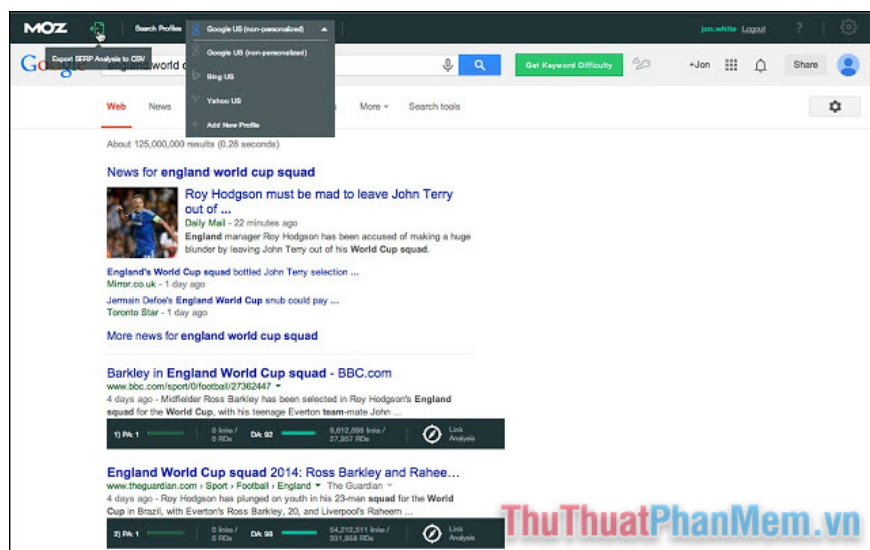 MOZ
Search Profiles
Google US (non-personalized)
jon.white Logout
?
Export SERP Analysis to CSV
Google US (non-personalized)
Bing US
Yahoo US
Add New Profile
england world
Get Keyword Difficulty
+Jon
Share
Web
News
More
Search tools
About 125,000,000 results (0.28 seconds)
News for england world cup squad
Roy Hodgson must be mad to leave John Terry
out of ...
Daily Mail - 22 minutes ago
England manager Roy Hodgson has been accused of making a huge
blunder by leaving John Terry out of his World Cup squad.
England's World Cup squad bottled John Terry selection ...
Mirror.co.uk - 1 day ago
Jermain Defoe's England World Cup snub could pay ...
Toronto Star - 1 day ago
More news for england world cup squad
Barkley in England World Cup squad - BBC.com
www.bbc.com/sport/0/football/27362447
4 days ago - Midfielder Ross Barkley has been selected in Roy Hodgson's England
squad for the World Cup, with his teenage Everton team-mate John ...
1) PA: 1
0 links /
0 RDs
DA: 92
9,612,698 links /
27,957 RDs
Link
Analysis
England World Cup squad 2014: Ross Barkley and Rahee...
www.theguardian.com › Sport › Football › England The Guardian
4 days ago - Roy Hodgson has plunged on youth in his 23-man squad for the World
Cup in Brazil, with Everton's Ross Barkley, 20, and Liverpool's Raheem ...
2) PA: 1
0 links /
0 RDs
DA: 98
54,212,511 links /
331,958 RDs
Link
Analysis
ThuThuatPhanMem.vn